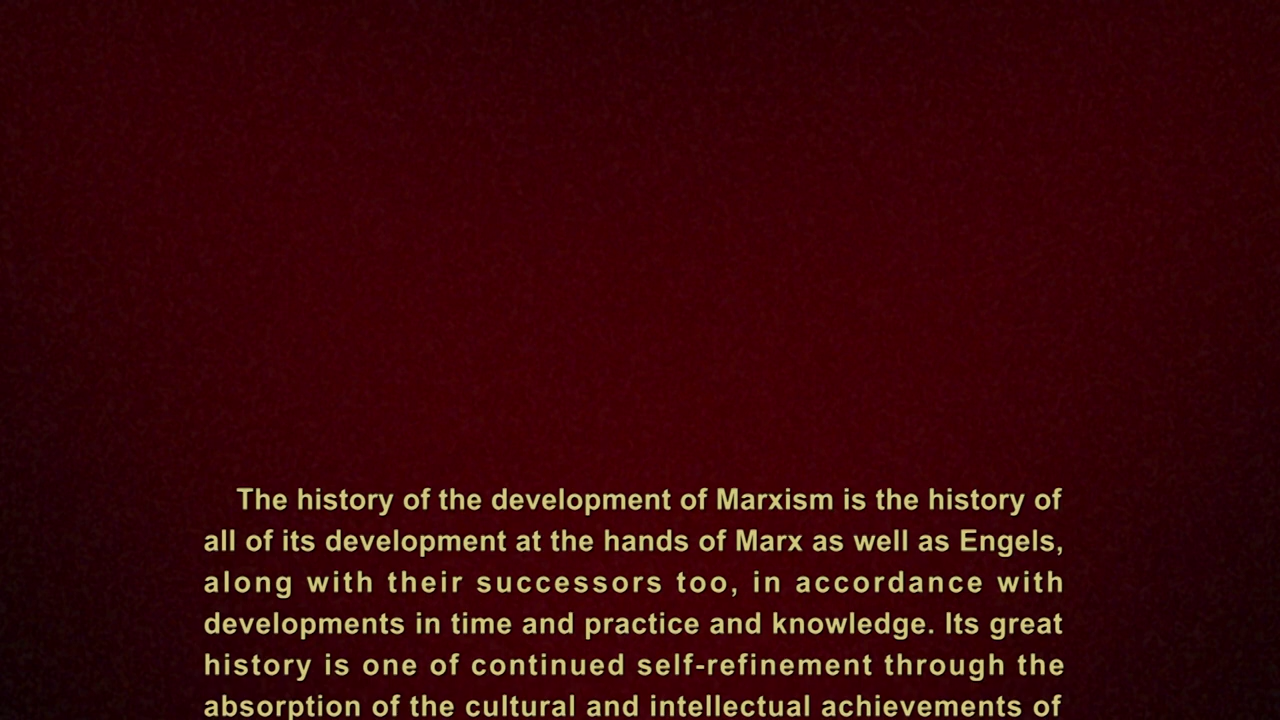 The history of the development of Marxism is the history of
all of its development at the hands of Marx as well as Engels,
along with their successors too, in accordance with
developments in time and practice and knowledge. Its great
history is one of continued self-refinement through the
absorption of the cultural and intellectual achievements of